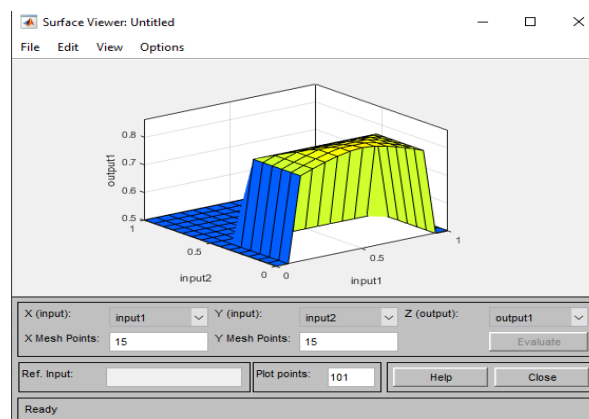 Surface Viewer: Untitled
File Edit View Options
0.8
0.7
0.6
0.5
output1
1
0.5
0
input2
0
0.5
1
input1
X (input): input1 Y (input): input2 Z (output): output1
X Mesh Points: 15 Y Mesh Points: 15 Evaluate
Ref. Input: Plot points: 101 Help Close
Ready